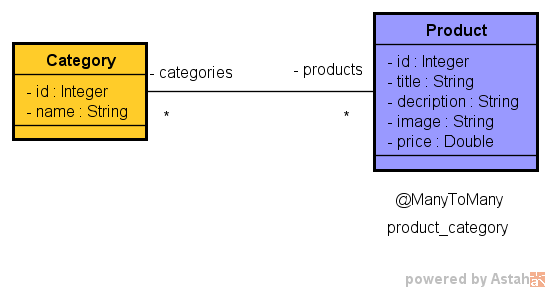 Category
- id : Integer
- name : String
- categories
*
- products
*
Product
- id : Integer
- title : String
- decription : String
- image : String
- price : Double
@ManyToMany
product_category
powered by Astah